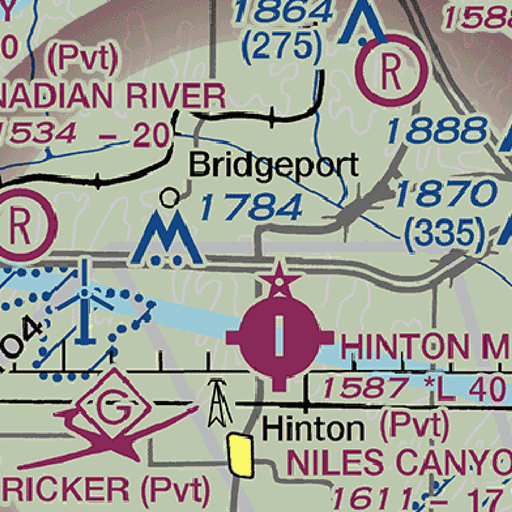 Y
1864
158
0
(Pvt)
(275)
R
NADIAN RIVER
1534 - 20
1888
Bridgeport
1784
1870
R
(335)
04
HINTON M
1587 *L 40
G
Hinton
(Pvt)
NILES CANYO
RICKER (Pvt)
1611 - 17